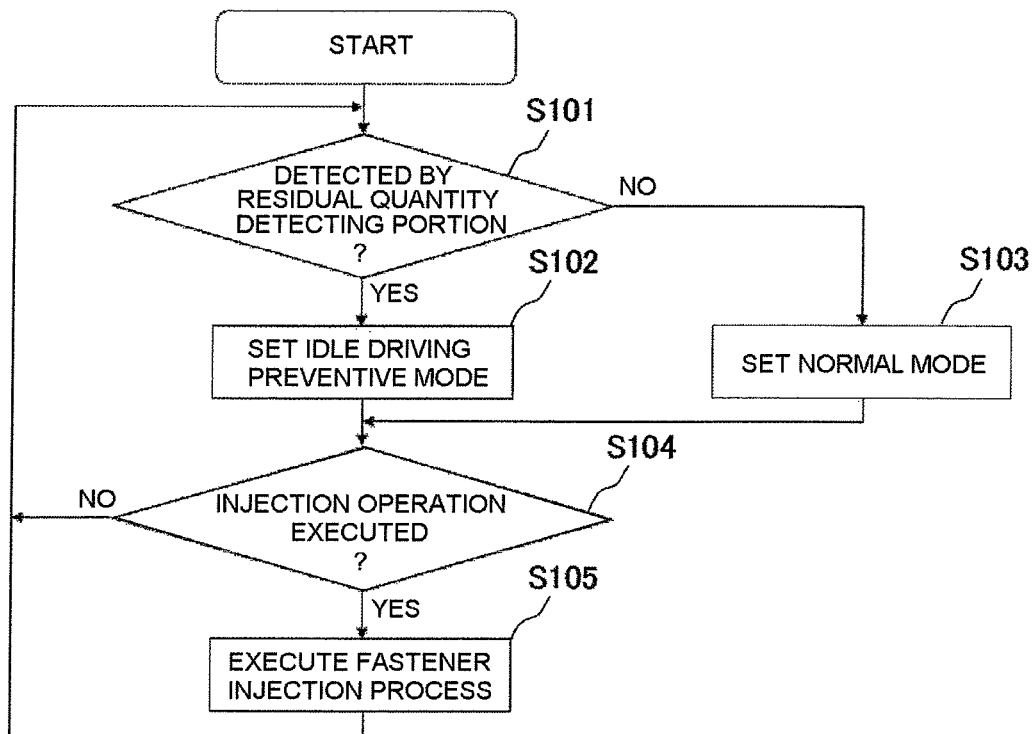 START
S101
DETECTED BY
RESIDUAL QUANTITY
DETECTING PORTION
?
NO
YES
S102
SET IDLE DRIVING
PREVENTIVE MODE
S103
SET NORMAL MODE
S104
NO
INJECTION OPERATION
EXECUTED
?
YES
S105
EXECUTE FASTENER
INJECTION PROCESS